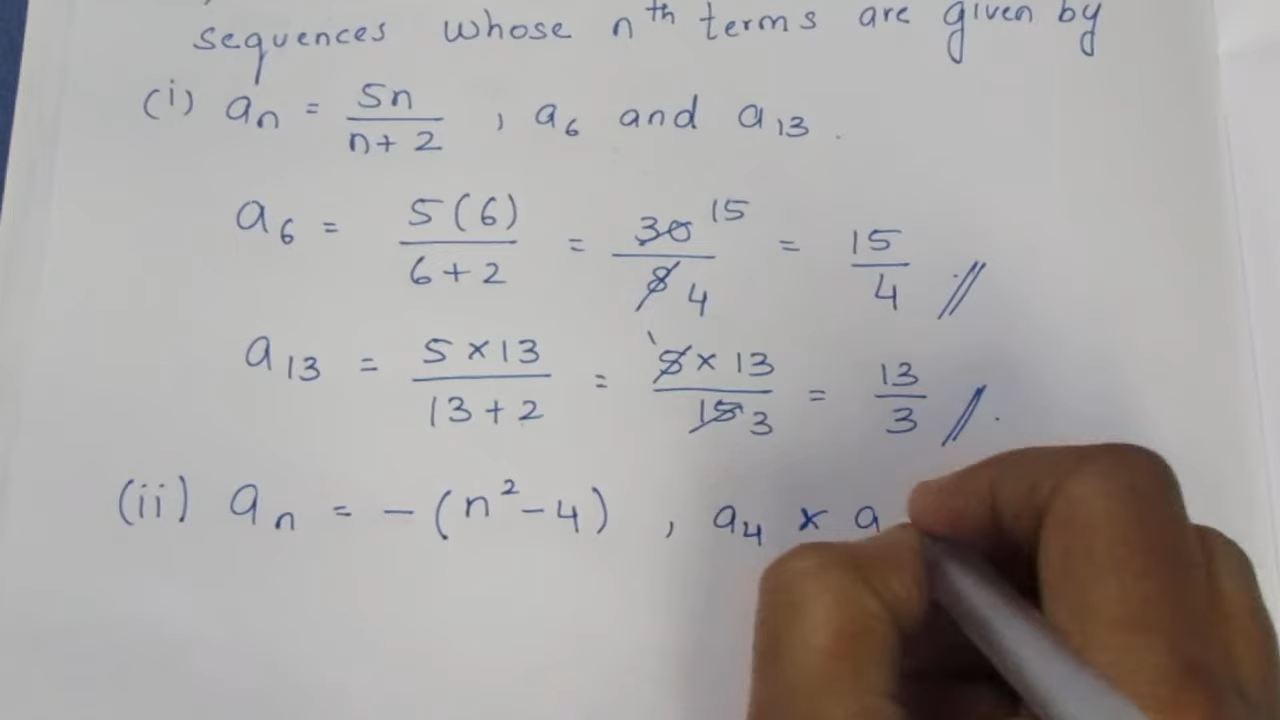 sequences whose nᵗʰ terms are given by
(i) aₙ = 5n/(n+2) , a₆ and a₁₃ .
a₆ = 5(6)/(6+2) = 30 15/8 4 = 15/4 //
a₁₃ = 5×13/(13+2) = 1 5×13/15 3 = 13/3 // .
(ii) aₙ = -(n²-4) , a₄ × a